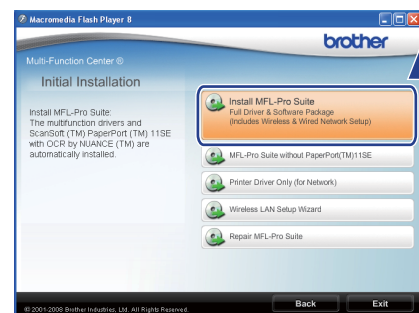 Macromedia Flash Player 8
brother
Multi-Function Center ®
Initial Installation
Install MFL-Pro Suite:
The multifunction drivers and
ScanSoft (TM) PaperPort (TM) 11SE
with OCR by NUANCE (TM) are
automatically installed.
Install MFL-Pro Suite
Full Driver & Software Package
(Includes Wireless & Wired Network Setup)
MFL-Pro Suite without PaperPort(TM)11SE
Printer Driver Only (for Network)
Wireless LAN Setup Wizard
Repair MFL-Pro Suite
© 2001-2008 Brother Industries, Ltd. All Rights Reserved.
Back
Exit